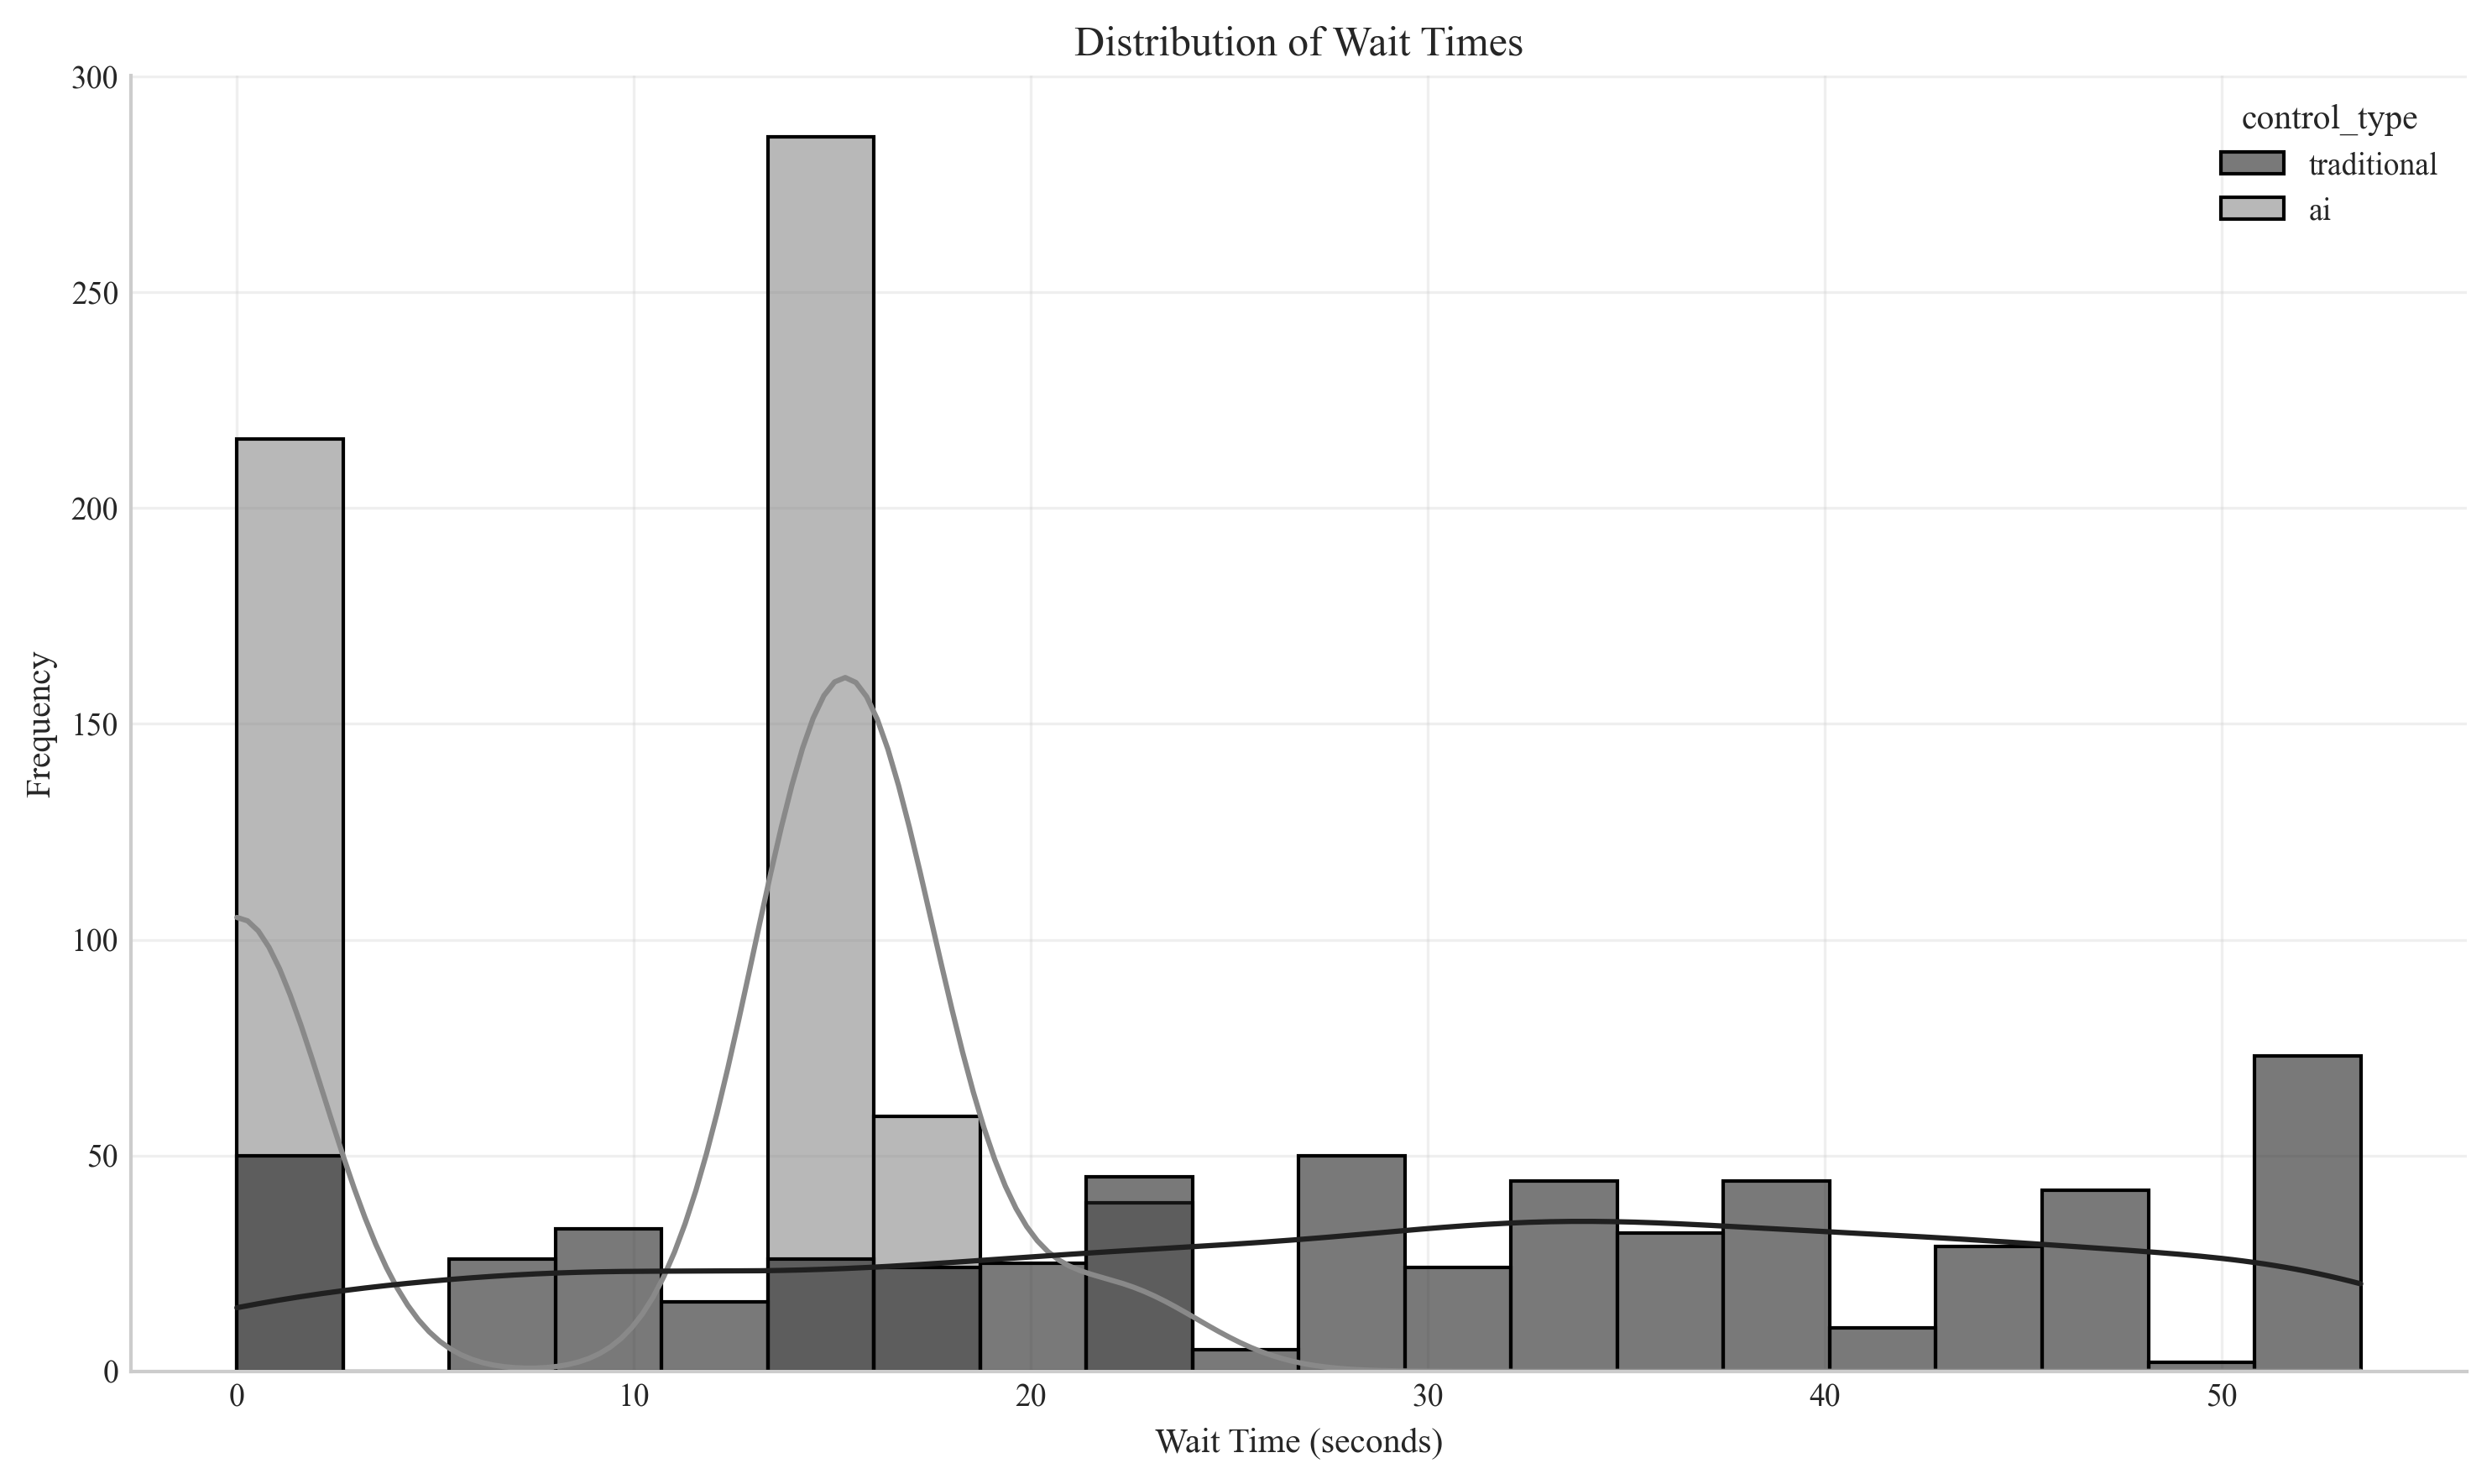 Distribution of Wait Times
control_type
traditional
ai
Frequency
300
250
200
150
100
50
0
0 10 20 30 40 50
Wait Time (seconds)